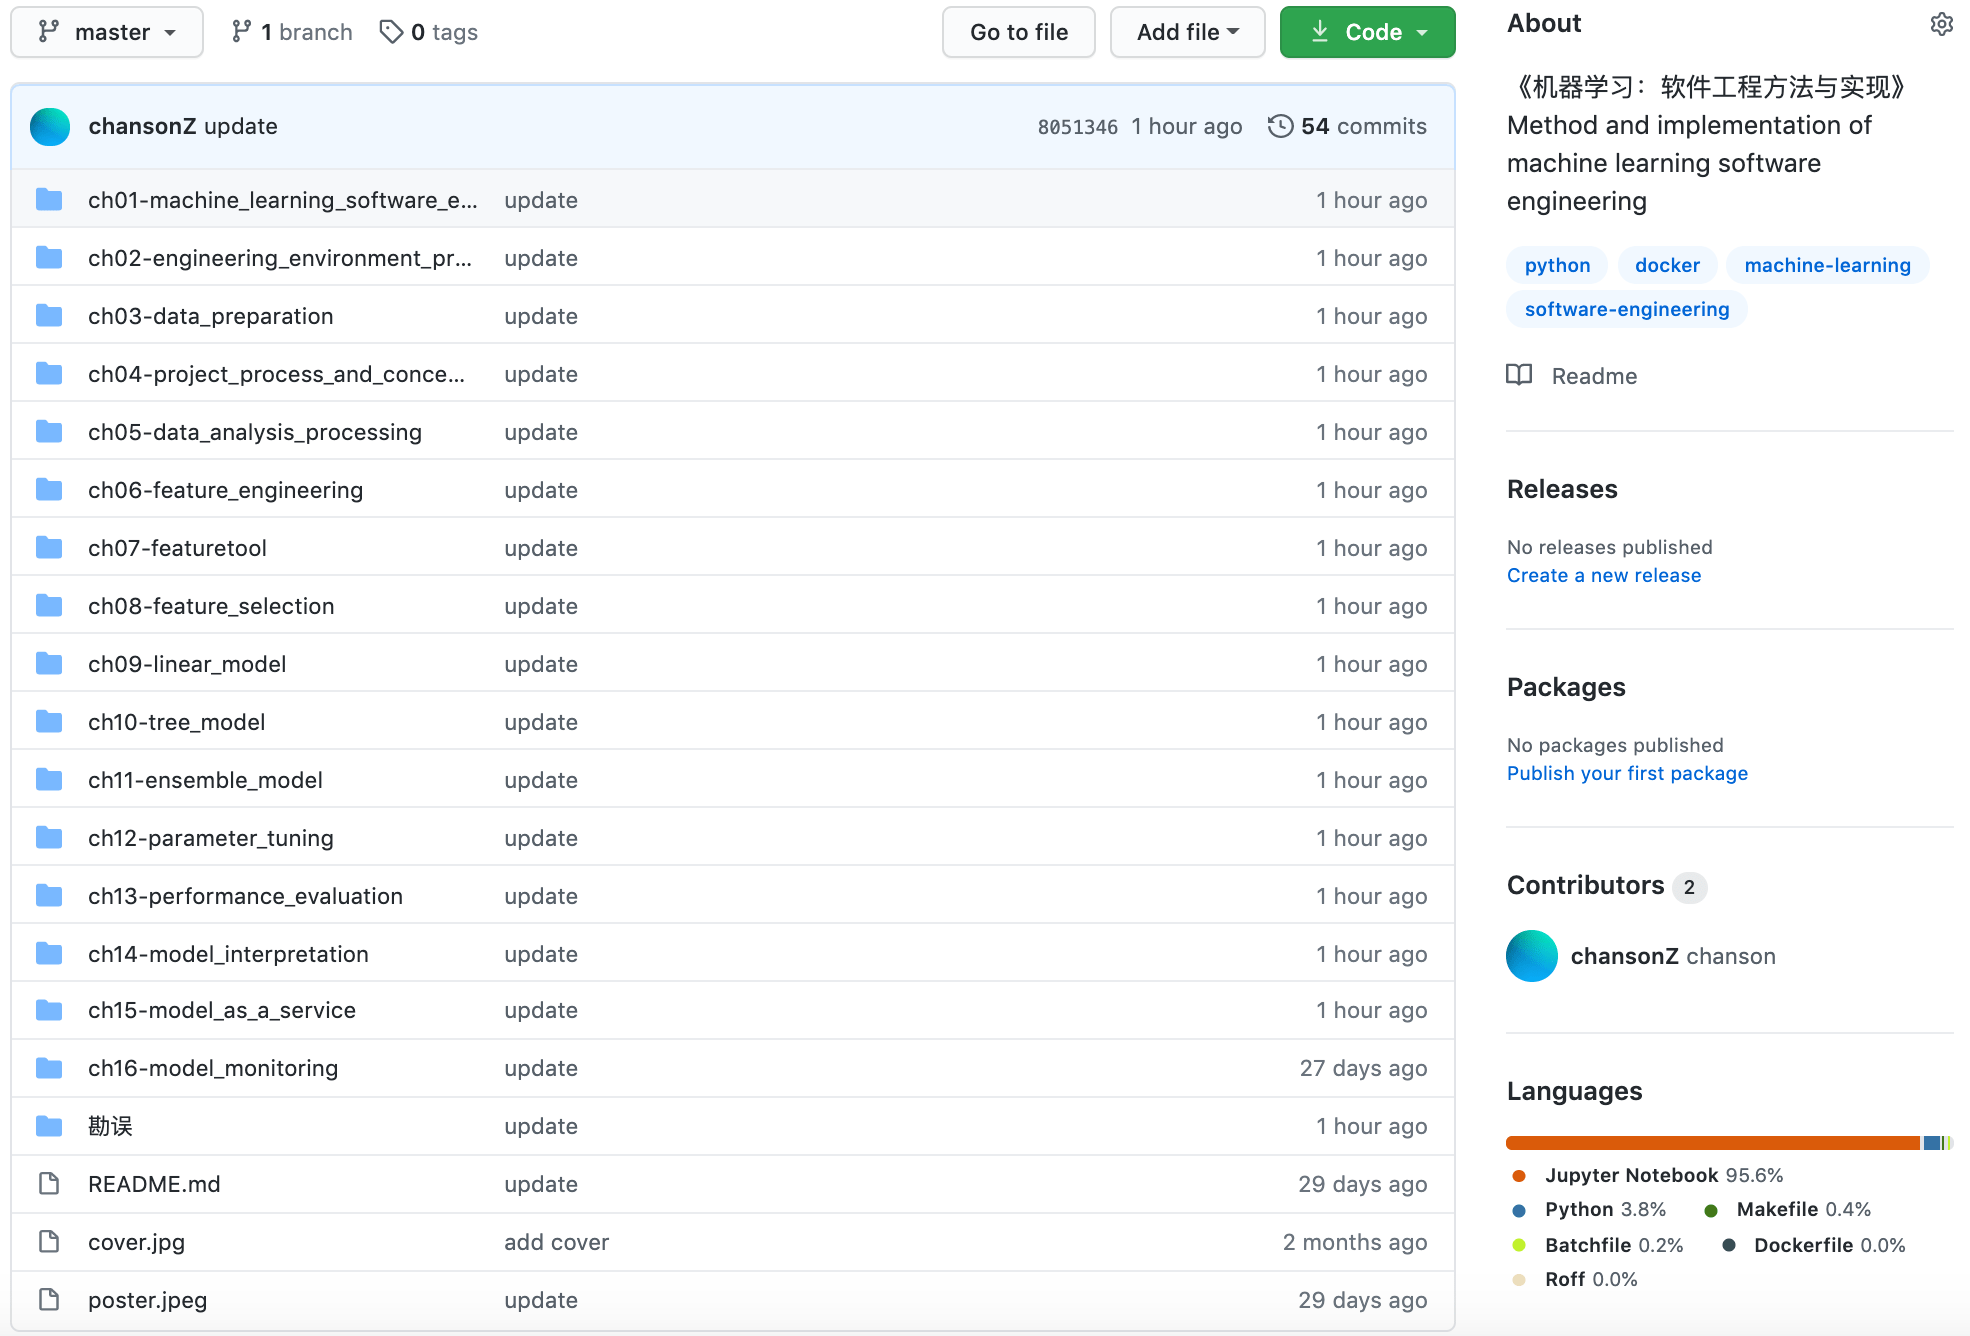 master 1 branch 0 tags Go to file Add file Code
chansonZ update 8051346 1 hour ago 54 commits
ch01-machine_learning_software_e... update 1 hour ago
ch02-engineering_environment_pr... update 1 hour ago
ch03-data_preparation update 1 hour ago
ch04-project_process_and_conce... update 1 hour ago
ch05-data_analysis_processing update 1 hour ago
ch06-feature_engineering update 1 hour ago
ch07-featuretool update 1 hour ago
ch08-feature_selection update 1 hour ago
ch09-linear_model update 1 hour ago
ch10-tree_model update 1 hour ago
ch11-ensemble_model update 1 hour ago
ch12-parameter_tuning update 1 hour ago
ch13-performance_evaluation update 1 hour ago
ch14-model_interpretation update 1 hour ago
ch15-model_as_a_service update 1 hour ago
ch16-model_monitoring update 27 days ago
勘误 update 1 hour ago
README.md update 29 days ago
cover.jpg add cover 2 months ago
poster.jpeg update 29 days ago
About
《机器学习：软件工程方法与实现》
Method and implementation of
machine learning software
engineering
python docker machine-learning
software-engineering
Readme
Releases
No releases published
Create a new release
Packages
No packages published
Publish your first package
Contributors 2
chansonZ chanson
Languages
Jupyter Notebook 95.6%
Python 3.8% Makefile 0.4%
Batchfile 0.2% Dockerfile 0.0%
Roff 0.0%